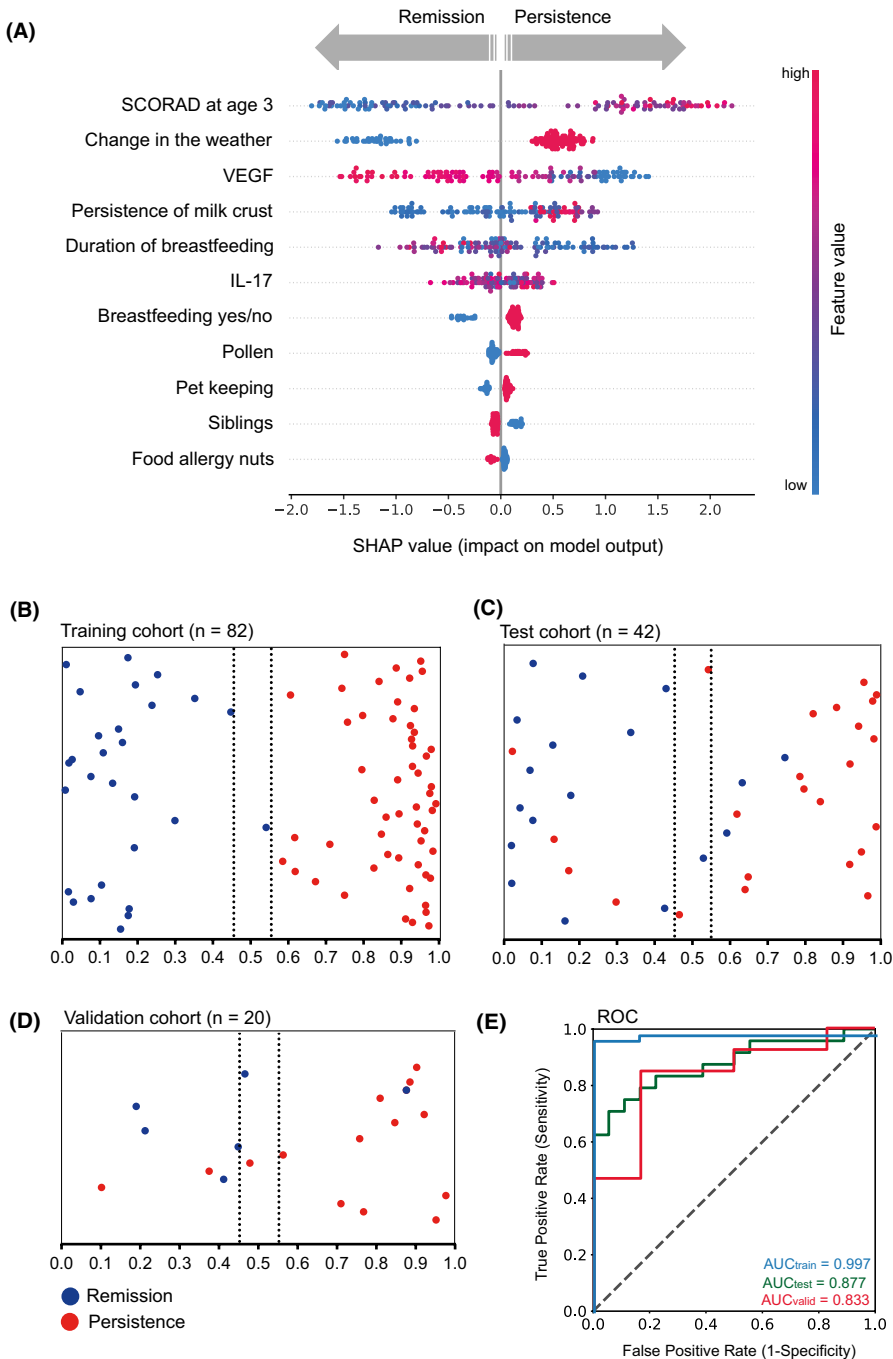 (A)
Remission Persistence
high
SCORAD at age 3
Change in the weather
VEGF
Persistence of milk crust
Duration of breastfeeding
IL-17
Breastfeeding yes/no
Pollen
Pet keeping
Siblings
Food allergy nuts
Feature value
low
−2.0 −1.5 −1.0 −0.5 0.0 0.5 1.0 1.5 2.0
SHAP value (impact on model output)
(B)
Training cohort (n = 82)
0.0 0.1 0.2 0.3 0.4 0.5 0.6 0.7 0.8 0.9 1.0
(C)
Test cohort (n = 42)
0.0 0.1 0.2 0.3 0.4 0.5 0.6 0.7 0.8 0.9 1.0
(D)
Validation cohort (n = 20)
0.0 0.1 0.2 0.3 0.4 0.5 0.6 0.7 0.8 0.9 1.0
Remission
Persistence
(E)
ROC
True Positive Rate (Sensitivity)
1.0
0.8
0.6
0.4
0.2
0.0
AUCtrain = 0.997
AUCtest = 0.877
AUCvalid = 0.833
0.0 0.2 0.4 0.6 0.8 1.0
False Positive Rate (1-Specificity)